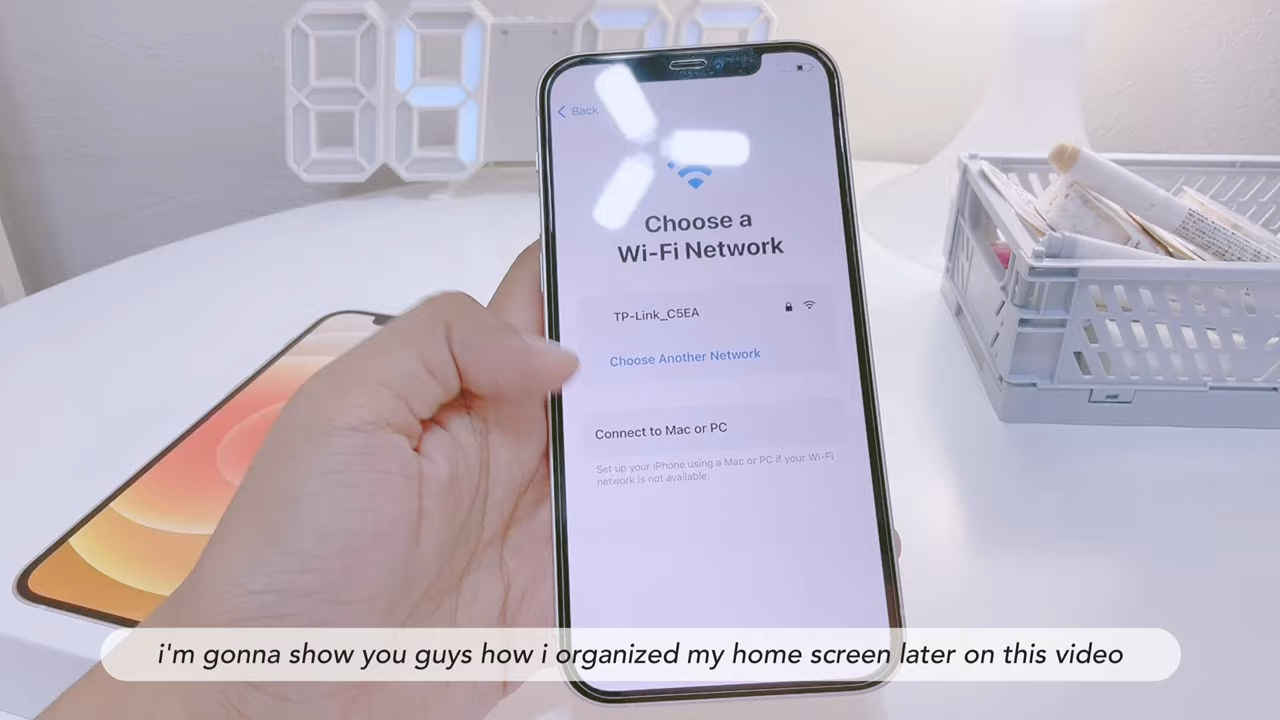 Back
Choose a
Wi-Fi Network
TP-Link_C5EA
Choose Another Network
Connect to Mac or PC
Set up your iPhone using a Mac or PC if your Wi-Fi
network is not available.
i'm gonna show you guys how i organized my home screen later on this video